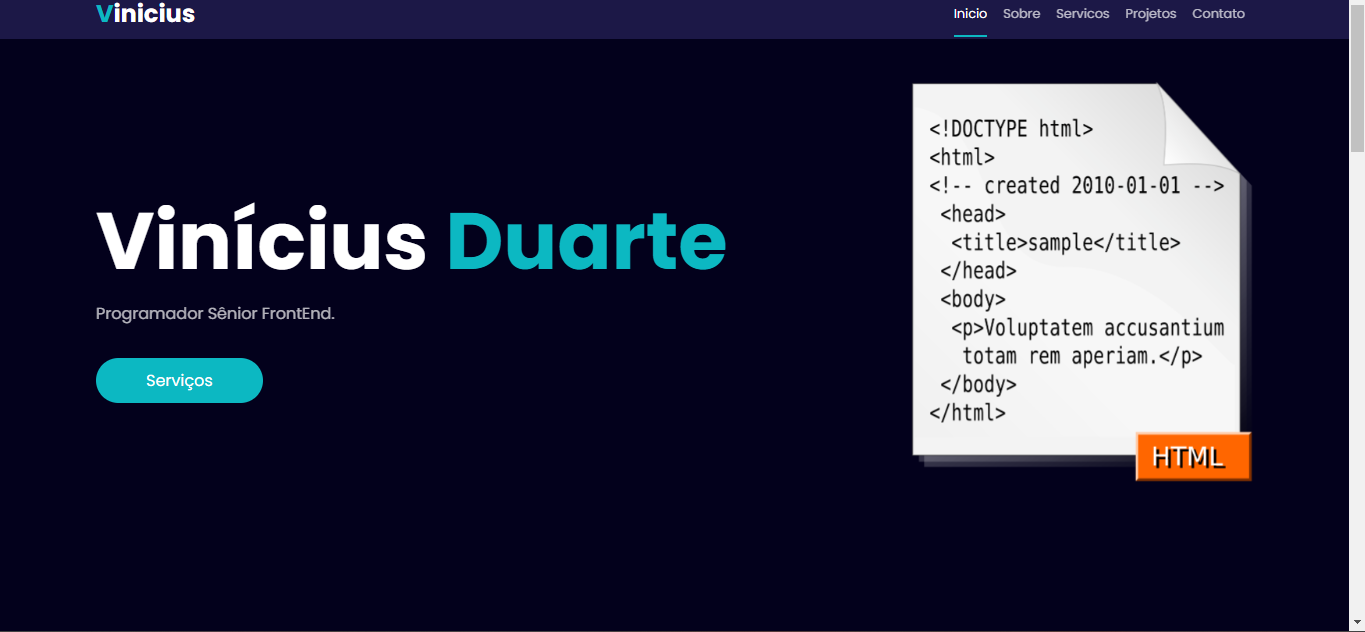 Vinicius
Inicio Sobre Servicos Projetos Contato
Vinícius Duarte
Programador Sênior FrontEnd.
Serviços
<!DOCTYPE html>
<html>
<!-- created 2010-01-01 -->
<head>
<title>sample</title>
</head>
<body>
<p>Voluptatem accusantium
totam rem aperiam.</p>
</body>
</html>
HTML